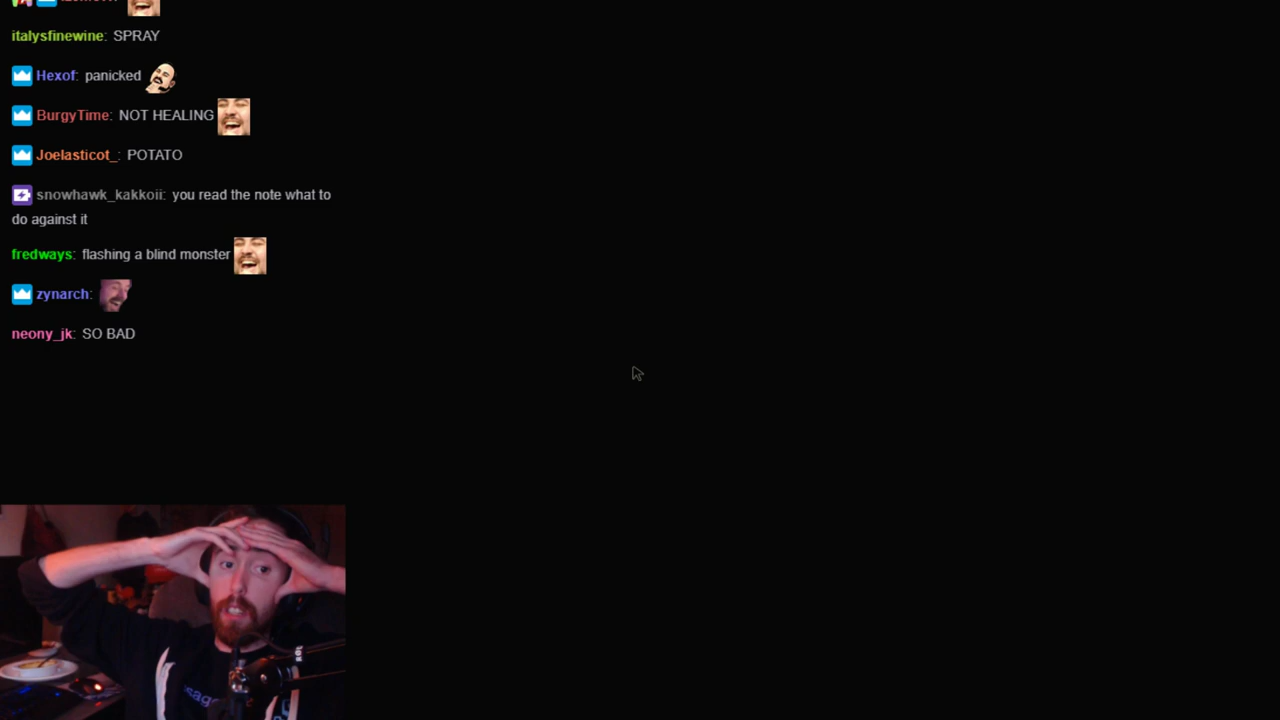 italysfinewine: SPRAY
Hexof: panicked
BurgyTime: NOT HEALING
Joelasticot_: POTATO
snowhawk_kakkoii: you read the note what to
do against it
fredways: flashing a blind monster
zynarch:
neony_jk: SO BAD